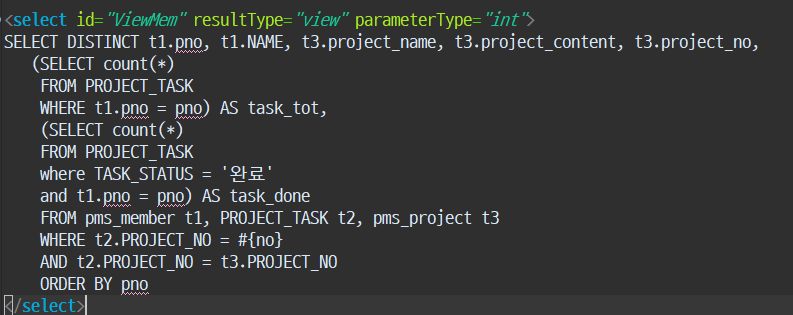 <select id="ViewMem" resultType="view" parameterType="int">
SELECT DISTINCT t1.pno, t1.NAME, t3.project_name, t3.project_content, t3.project_no,
(SELECT count(*)
FROM PROJECT_TASK
WHERE t1.pno = pno) AS task_tot,
(SELECT count(*)
FROM PROJECT_TASK
where TASK_STATUS = '완료'
and t1.pno = pno) AS task_done
FROM pms_member t1, PROJECT_TASK t2, pms_project t3
WHERE t2.PROJECT_NO = #{no}
AND t2.PROJECT_NO = t3.PROJECT_NO
ORDER BY pno
</select>